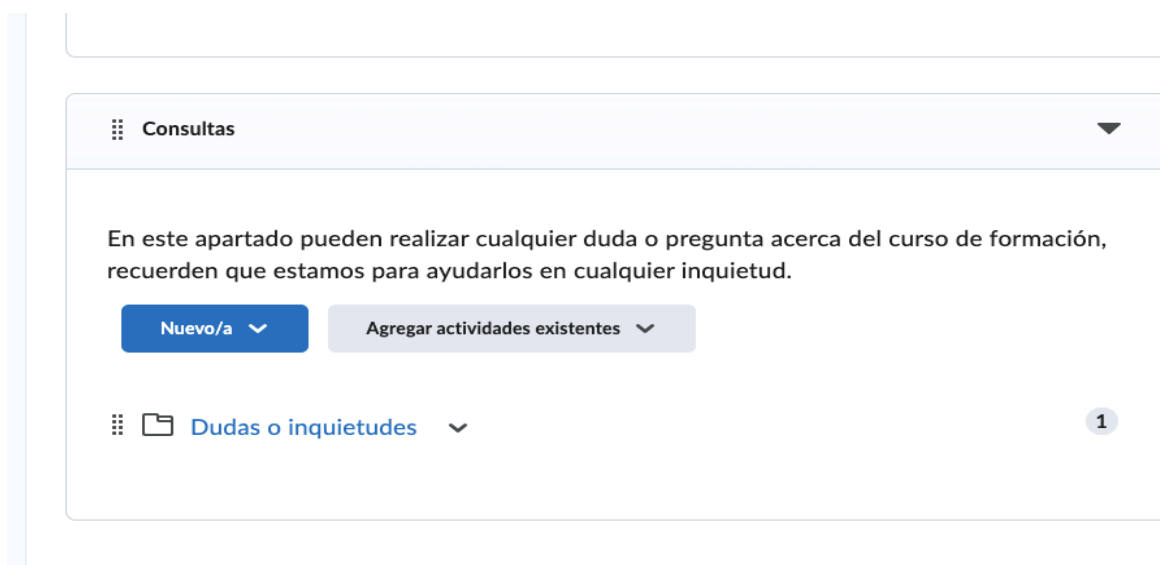 Consultas
En este apartado pueden realizar cualquier duda o pregunta acerca del curso de formación,
recuerden que estamos para ayudarlos en cualquier inquietud.
Nuevo/a Agregar actividades existentes
Dudas o inquietudes 1